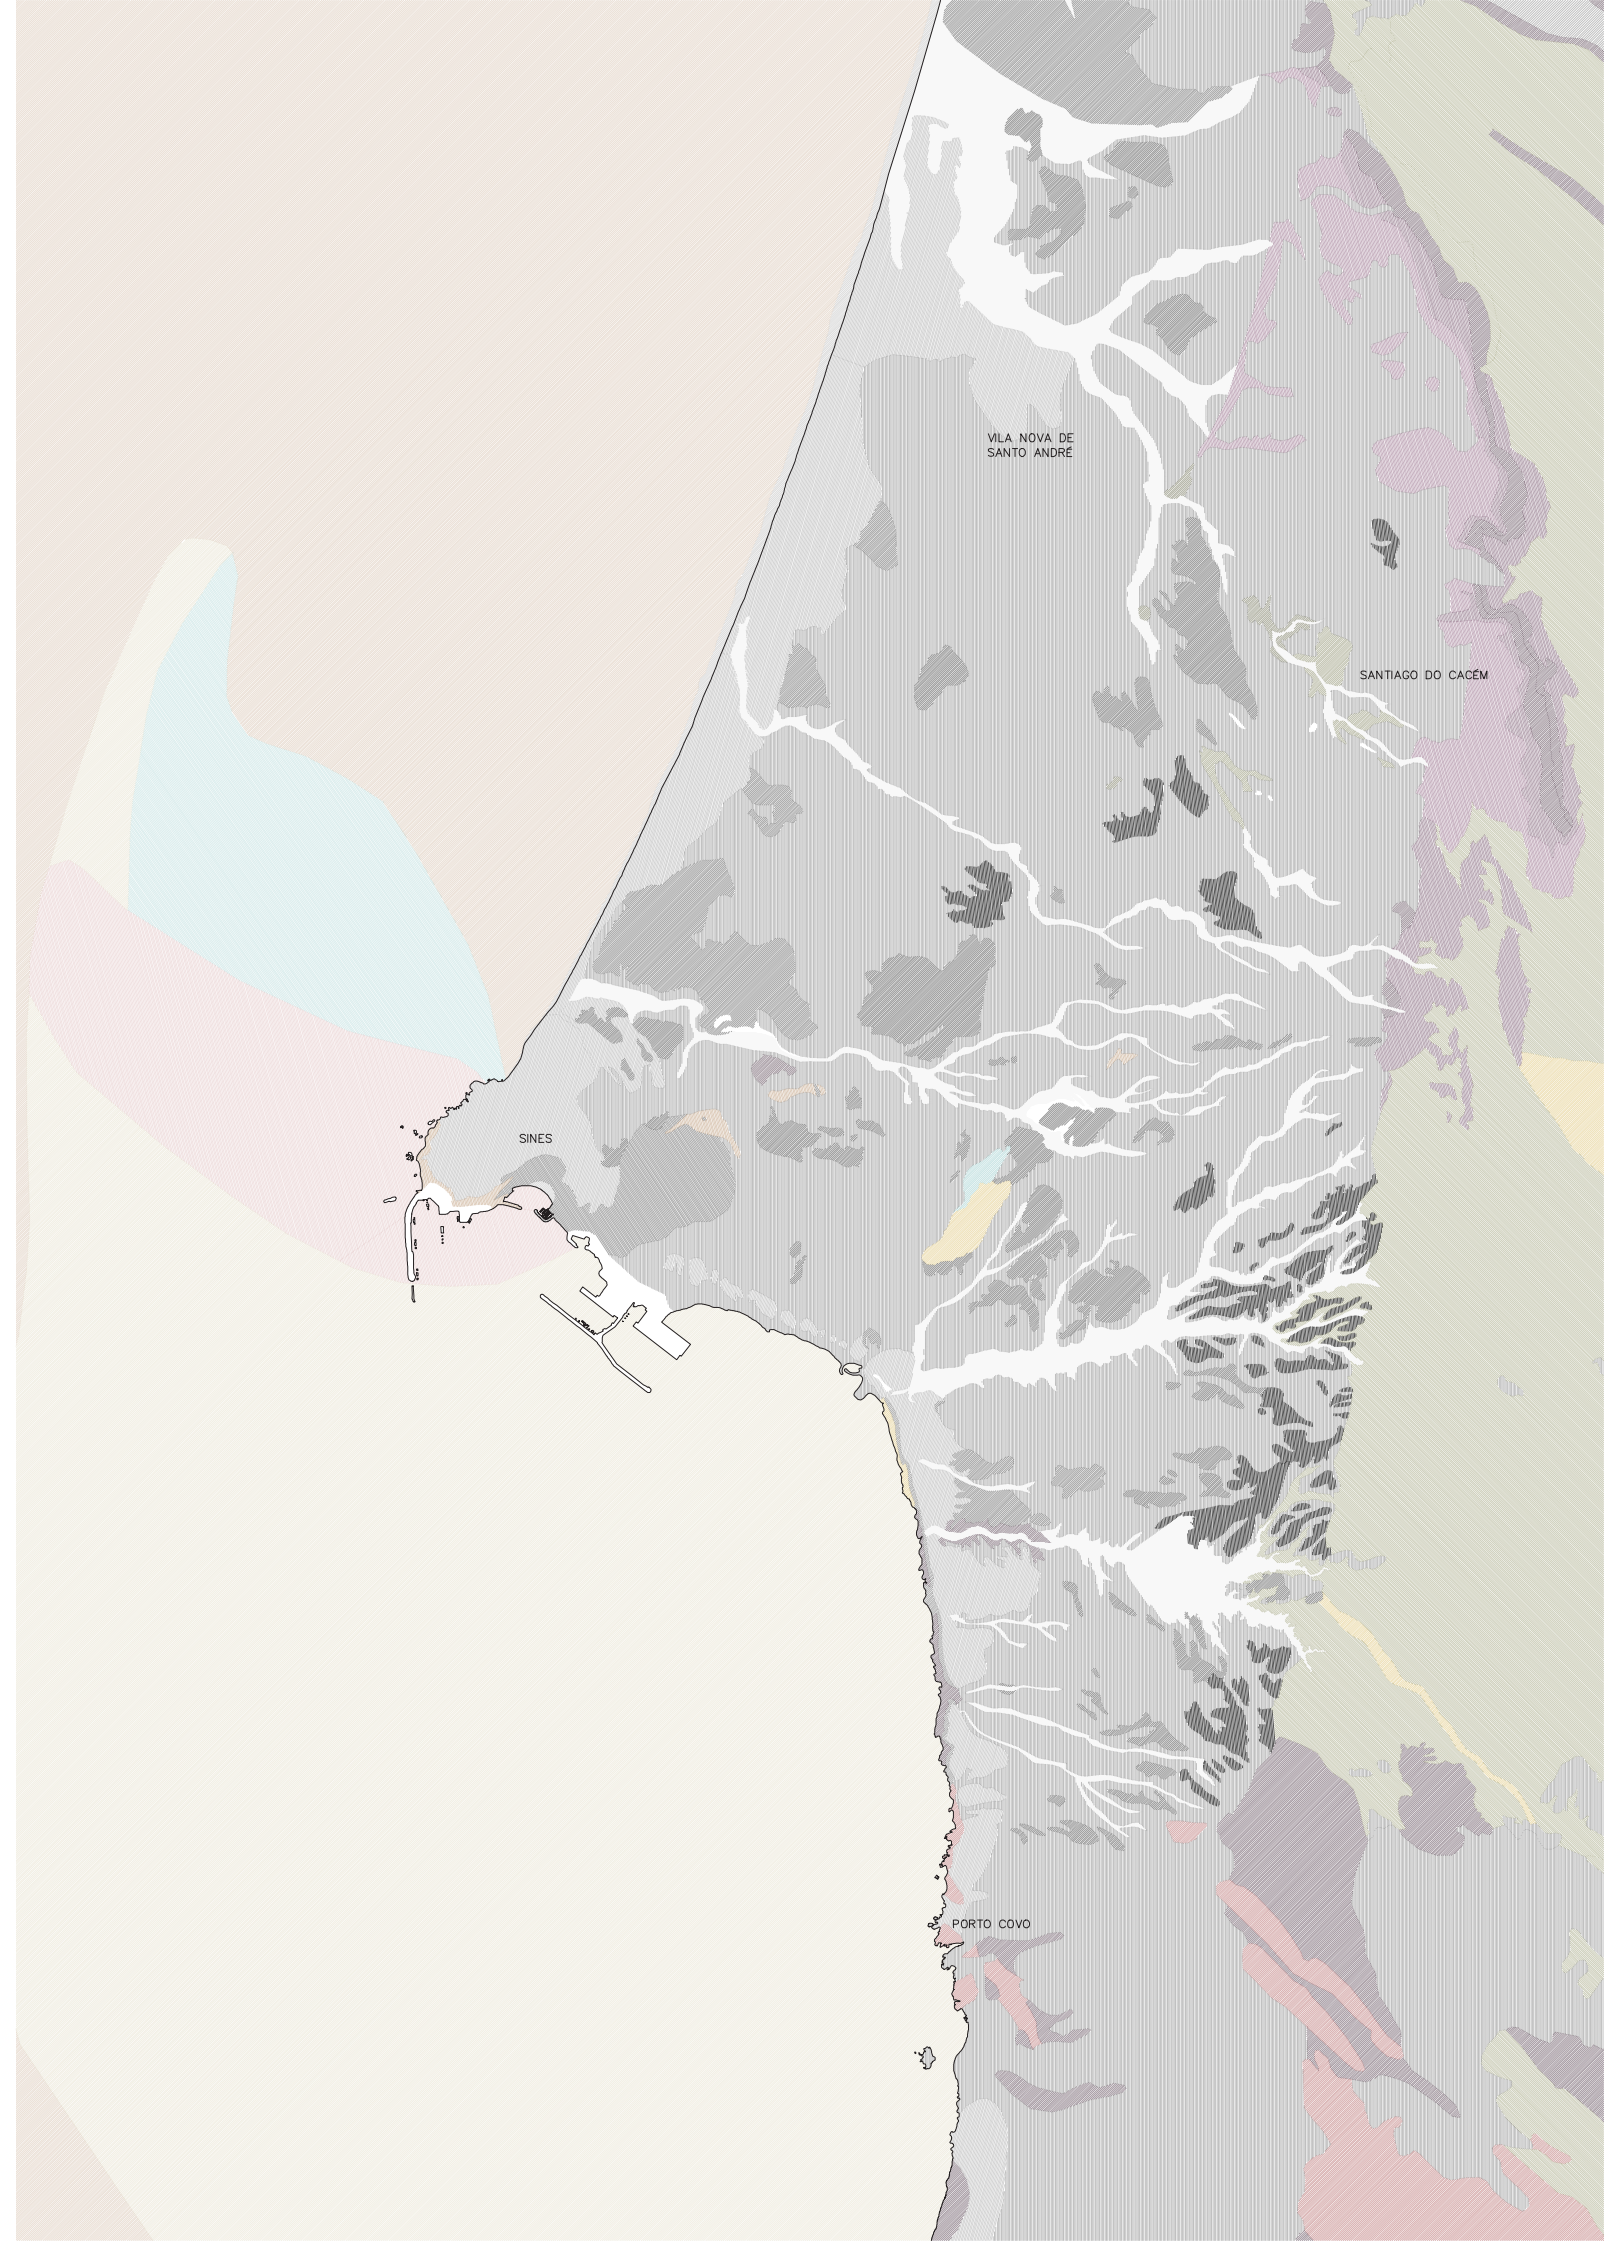 VILA NOVA DE
SANTO ANDRÉ
SANTIAGO DO CACÉM
SINES
PORTO COVO